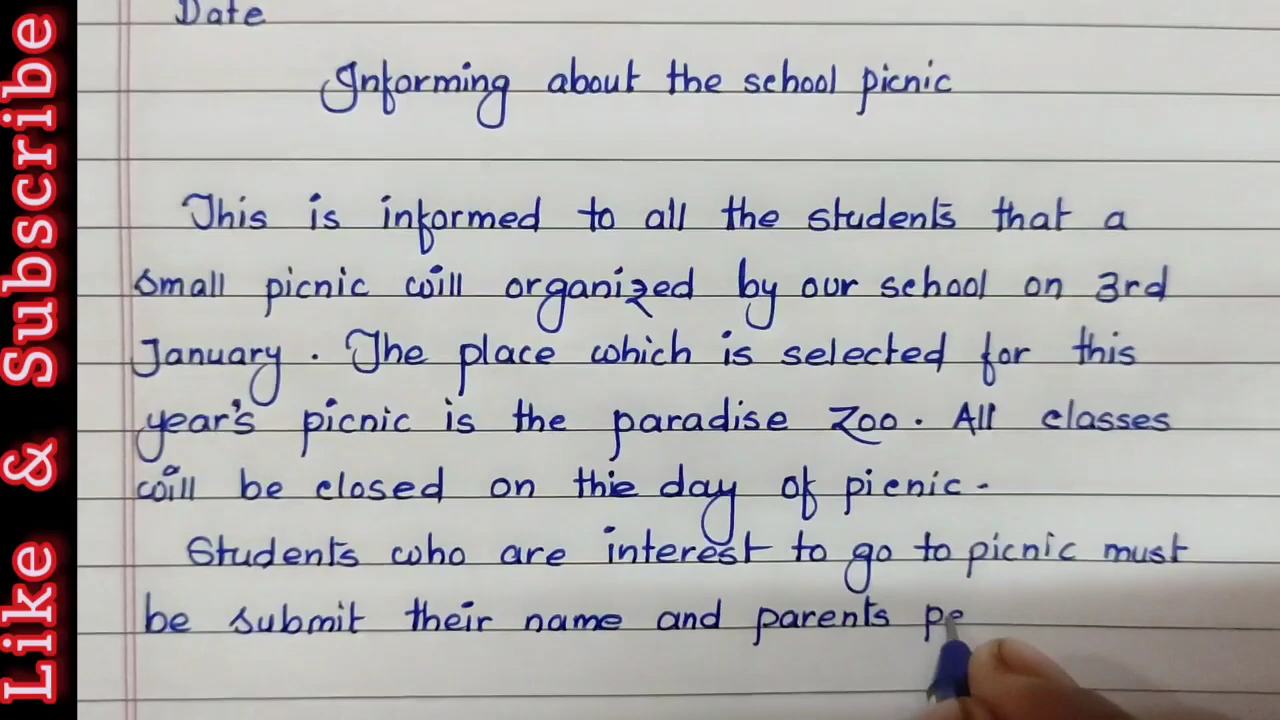 Like & Subscribe
Date
Informing about the school picnic
This is informed to all the students that a
small picnic will organized by our school on 3rd
January. The place which is selected for this
year's picnic is the paradise Zoo. All classes
will be closed on thie day of picnic.
Students who are interest to go to picnic must
be submit their name and parents pe